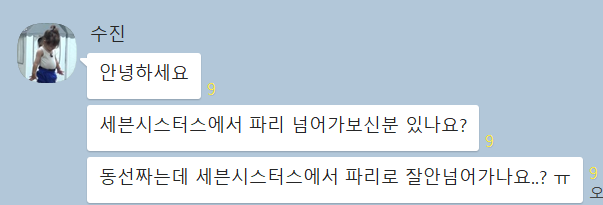 수진
안녕하세요
9
세븐시스터스에서 파리 넘어가보신분 있나요?
9
동선짜는데 세븐시스터스에서 파리로 잘안넘어가나요..? ㅠ
9
오